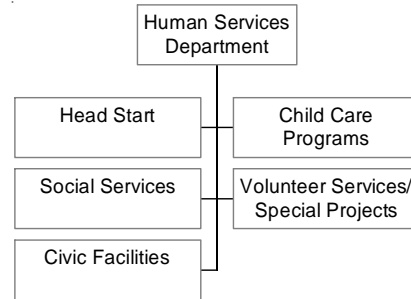 Human Services
Department
Head Start
Child Care
Programs
Social Services
Volunteer Services/
Special Projects
Civic Facilities